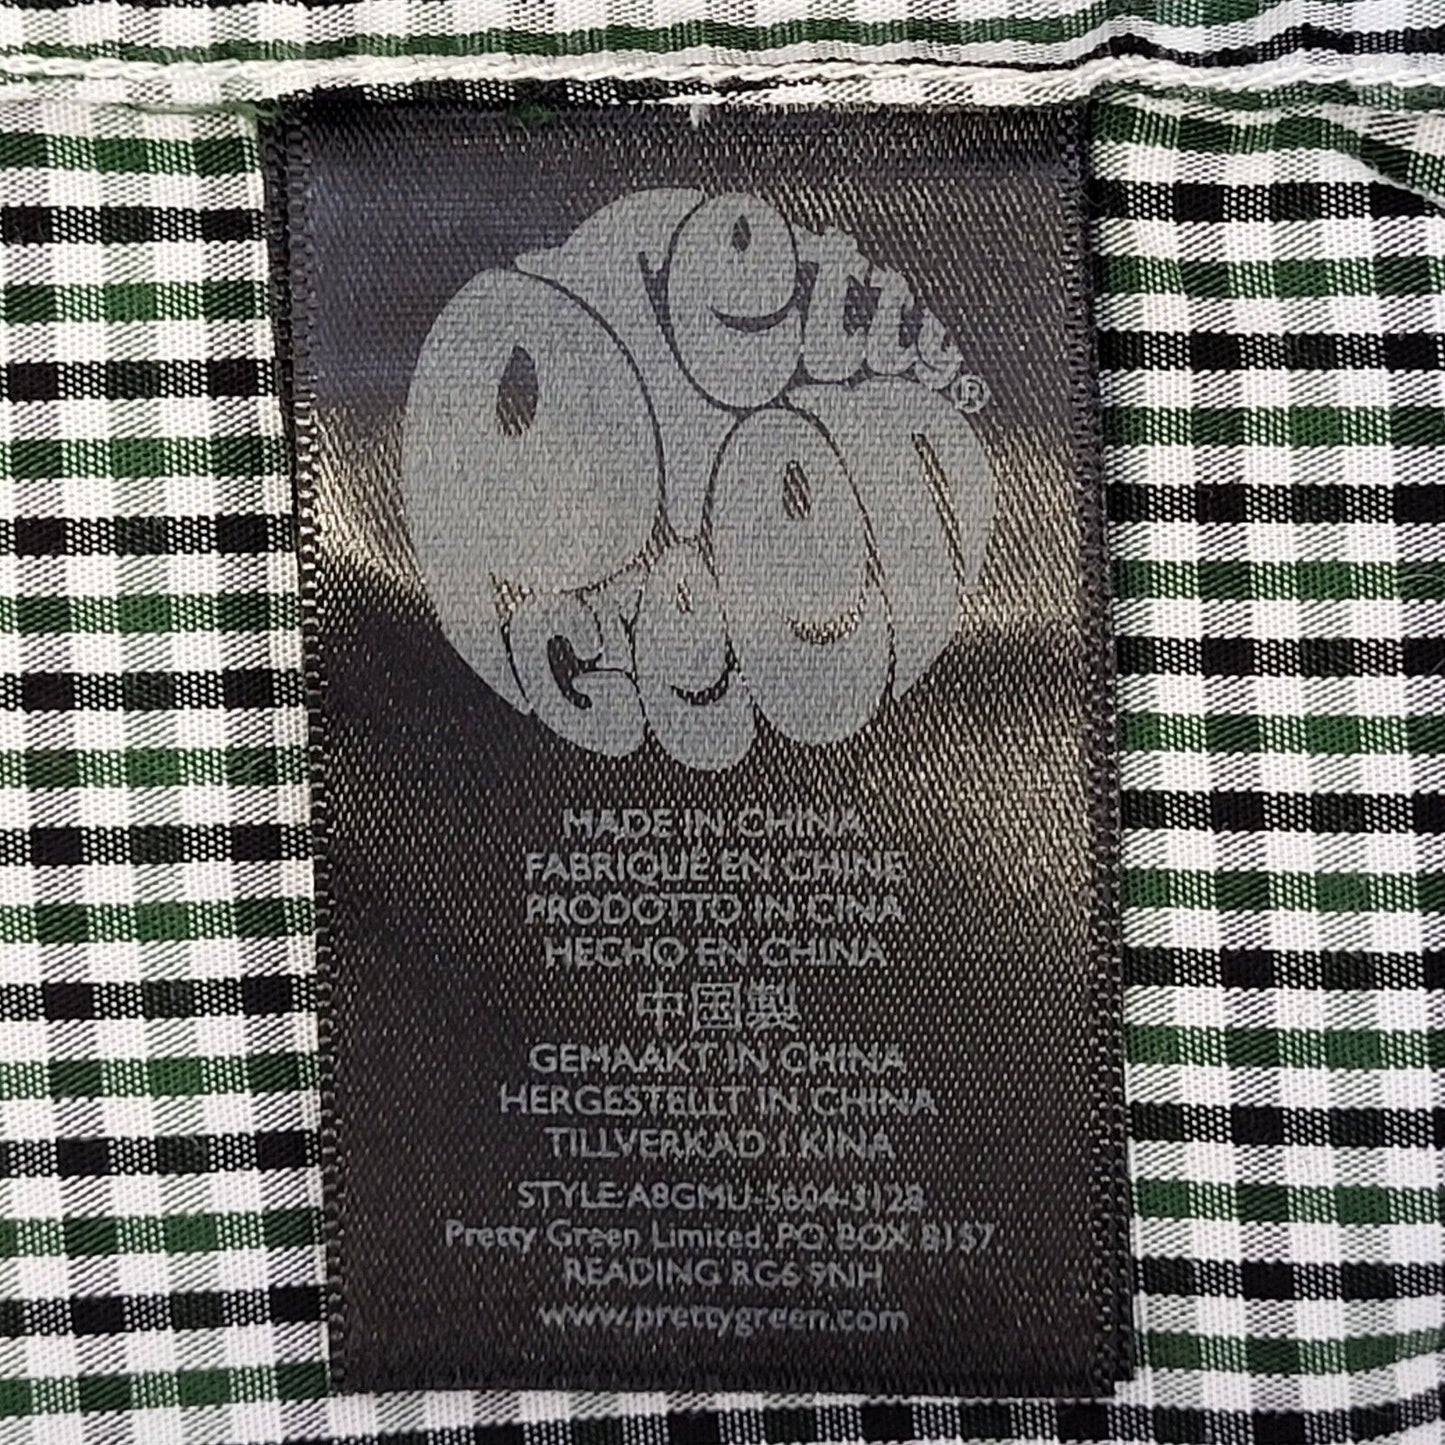 Pretty®
Green
MADE IN CHINA
FABRIQUÉ EN CHINE
PRODOTTO IN CINA
HECHO EN CHINA
中国製
GEMAAKT IN CHINA
HERGESTELLT IN CHINA
TILLVERKAD I KINA
STYLE:A8GMU-5604-3128
Pretty Green Limited, PO BOX 8157,
READING RG6 9NH
www.prettygreen.com